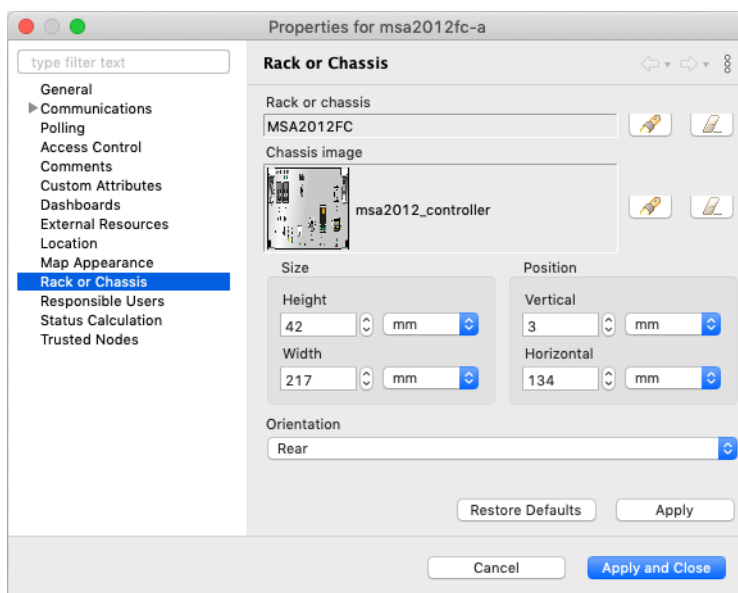 Properties for msa2012fc-a
type filter text
General
Communications
Polling
Access Control
Comments
Custom Attributes
Dashboards
External Resources
Location
Map Appearance
Rack or Chassis
Responsible Users
Status Calculation
Trusted Nodes
Rack or Chassis
Rack or chassis
MSA2012FC
Chassis image
msa2012_controller
Size
Height
42 mm
Width
217 mm
Position
Vertical
3 mm
Horizontal
134 mm
Orientation
Rear
Restore Defaults
Apply
Cancel
Apply and Close